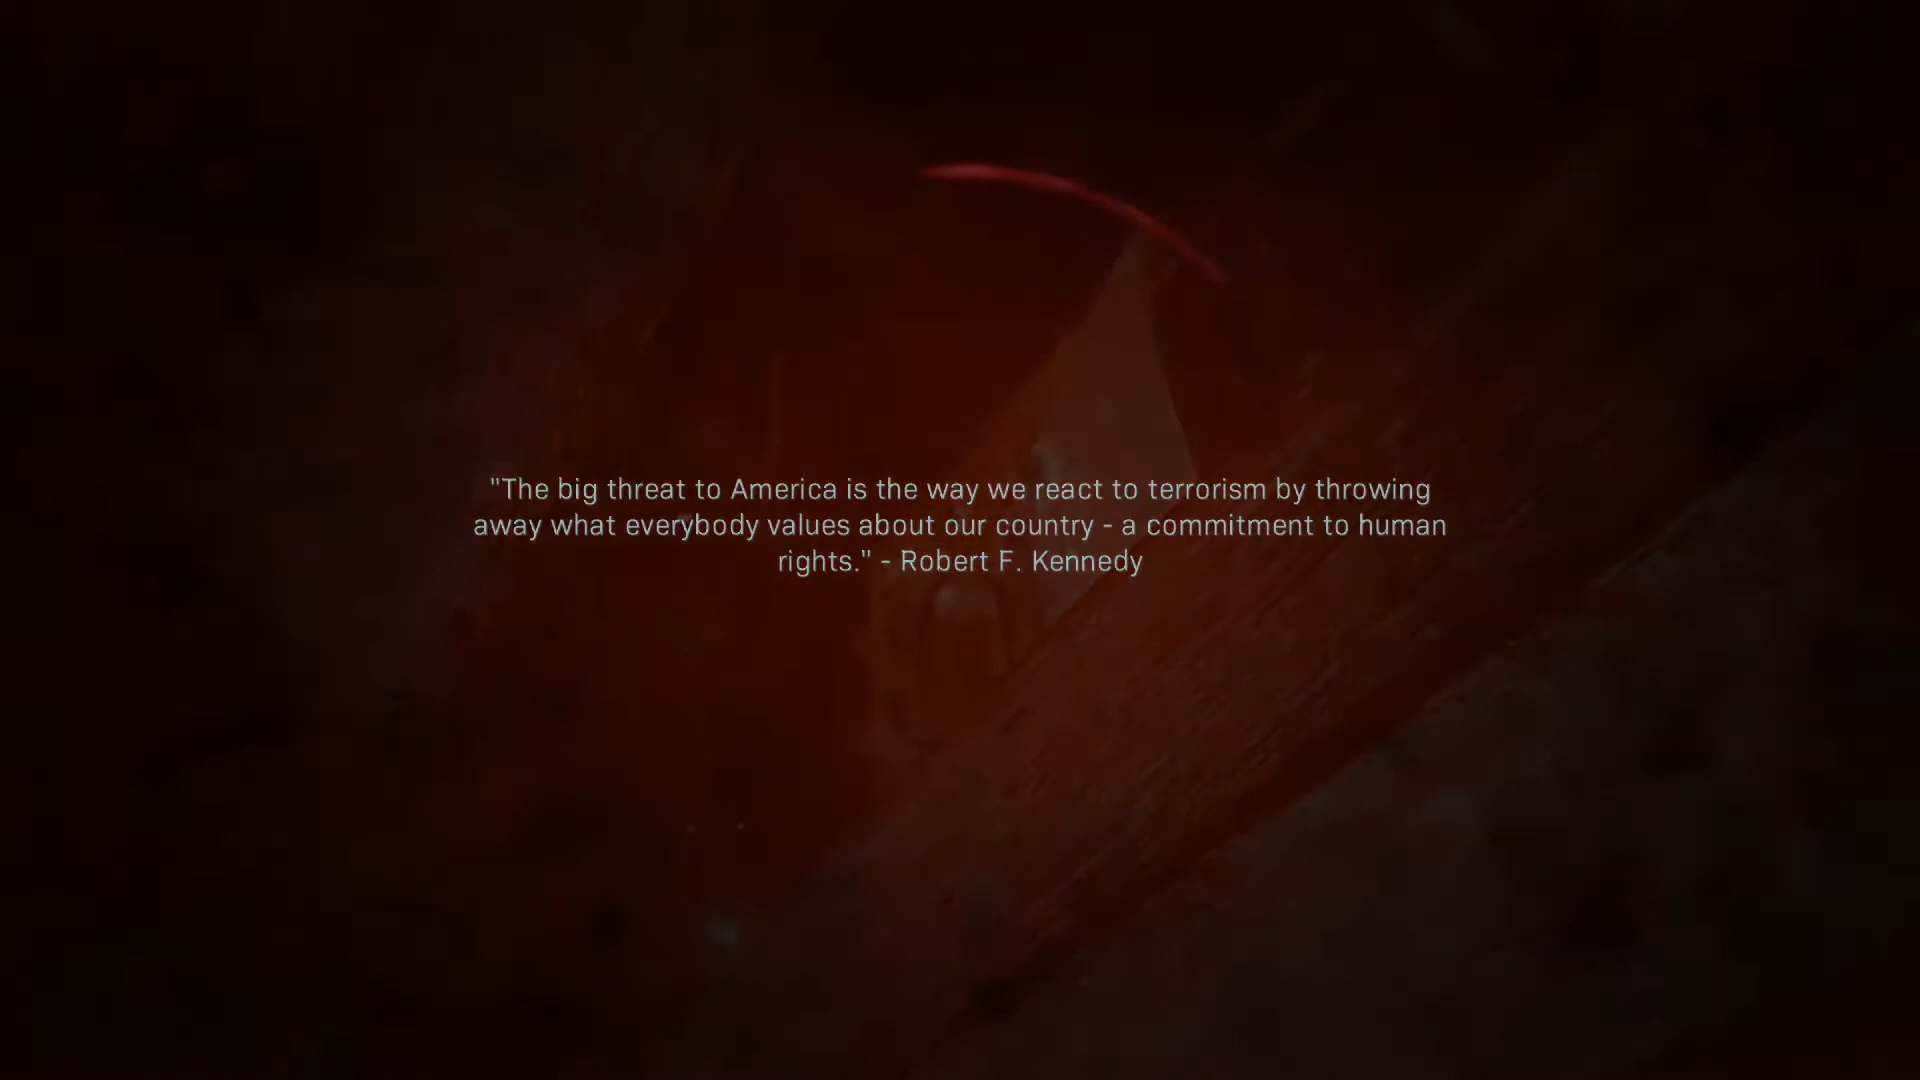 "The big threat to America is the way we react to terrorism by throwing
away what everybody values about our country - a commitment to human
rights." - Robert F. Kennedy